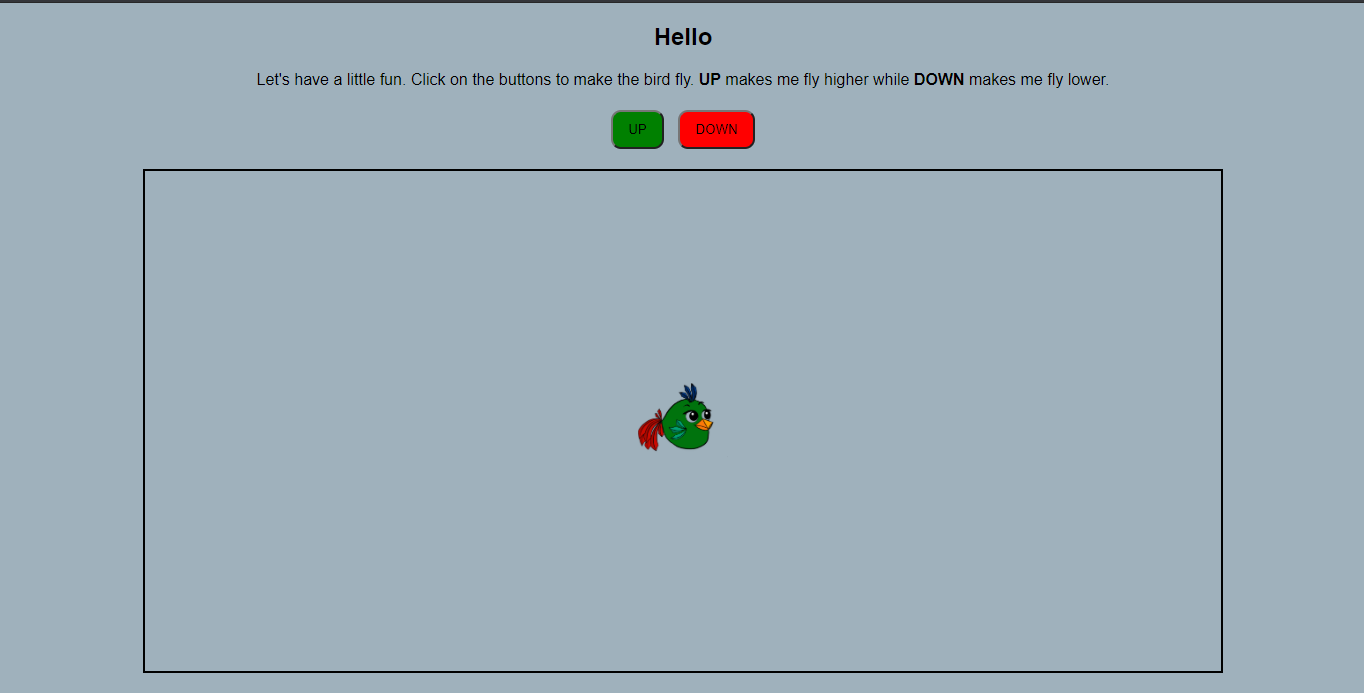 Hello
Let's have a little fun. Click on the buttons to make the bird fly. UP makes me fly higher while DOWN makes me fly lower.
UP DOWN